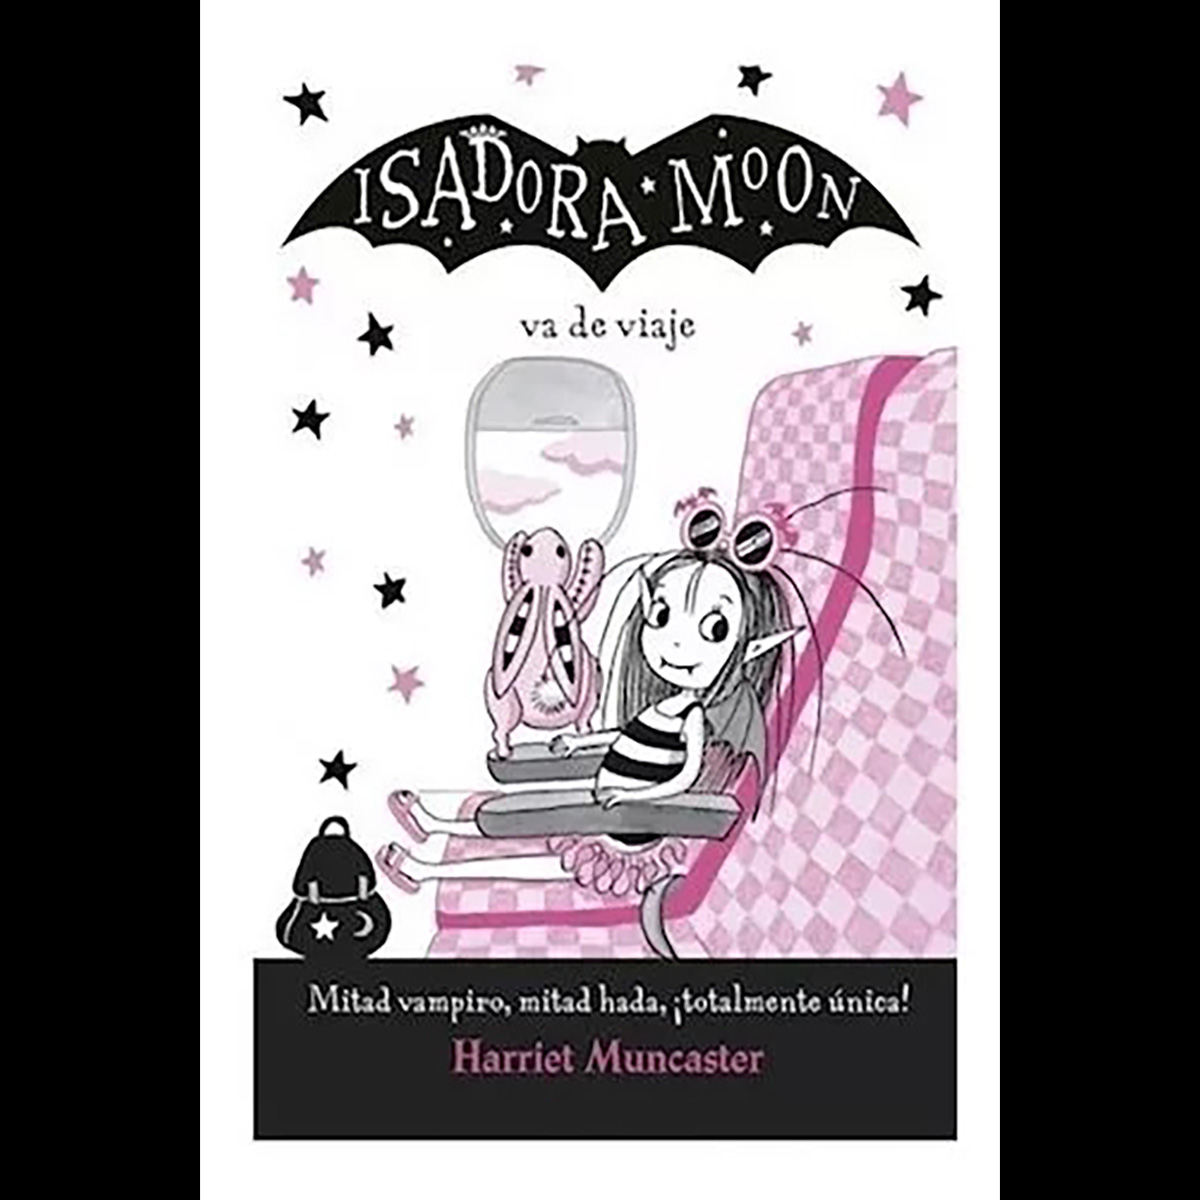 ISADORA MOON
va de viaje
Mitad vampiro, mitad hada, ¡totalmente única!
Harriet Muncaster